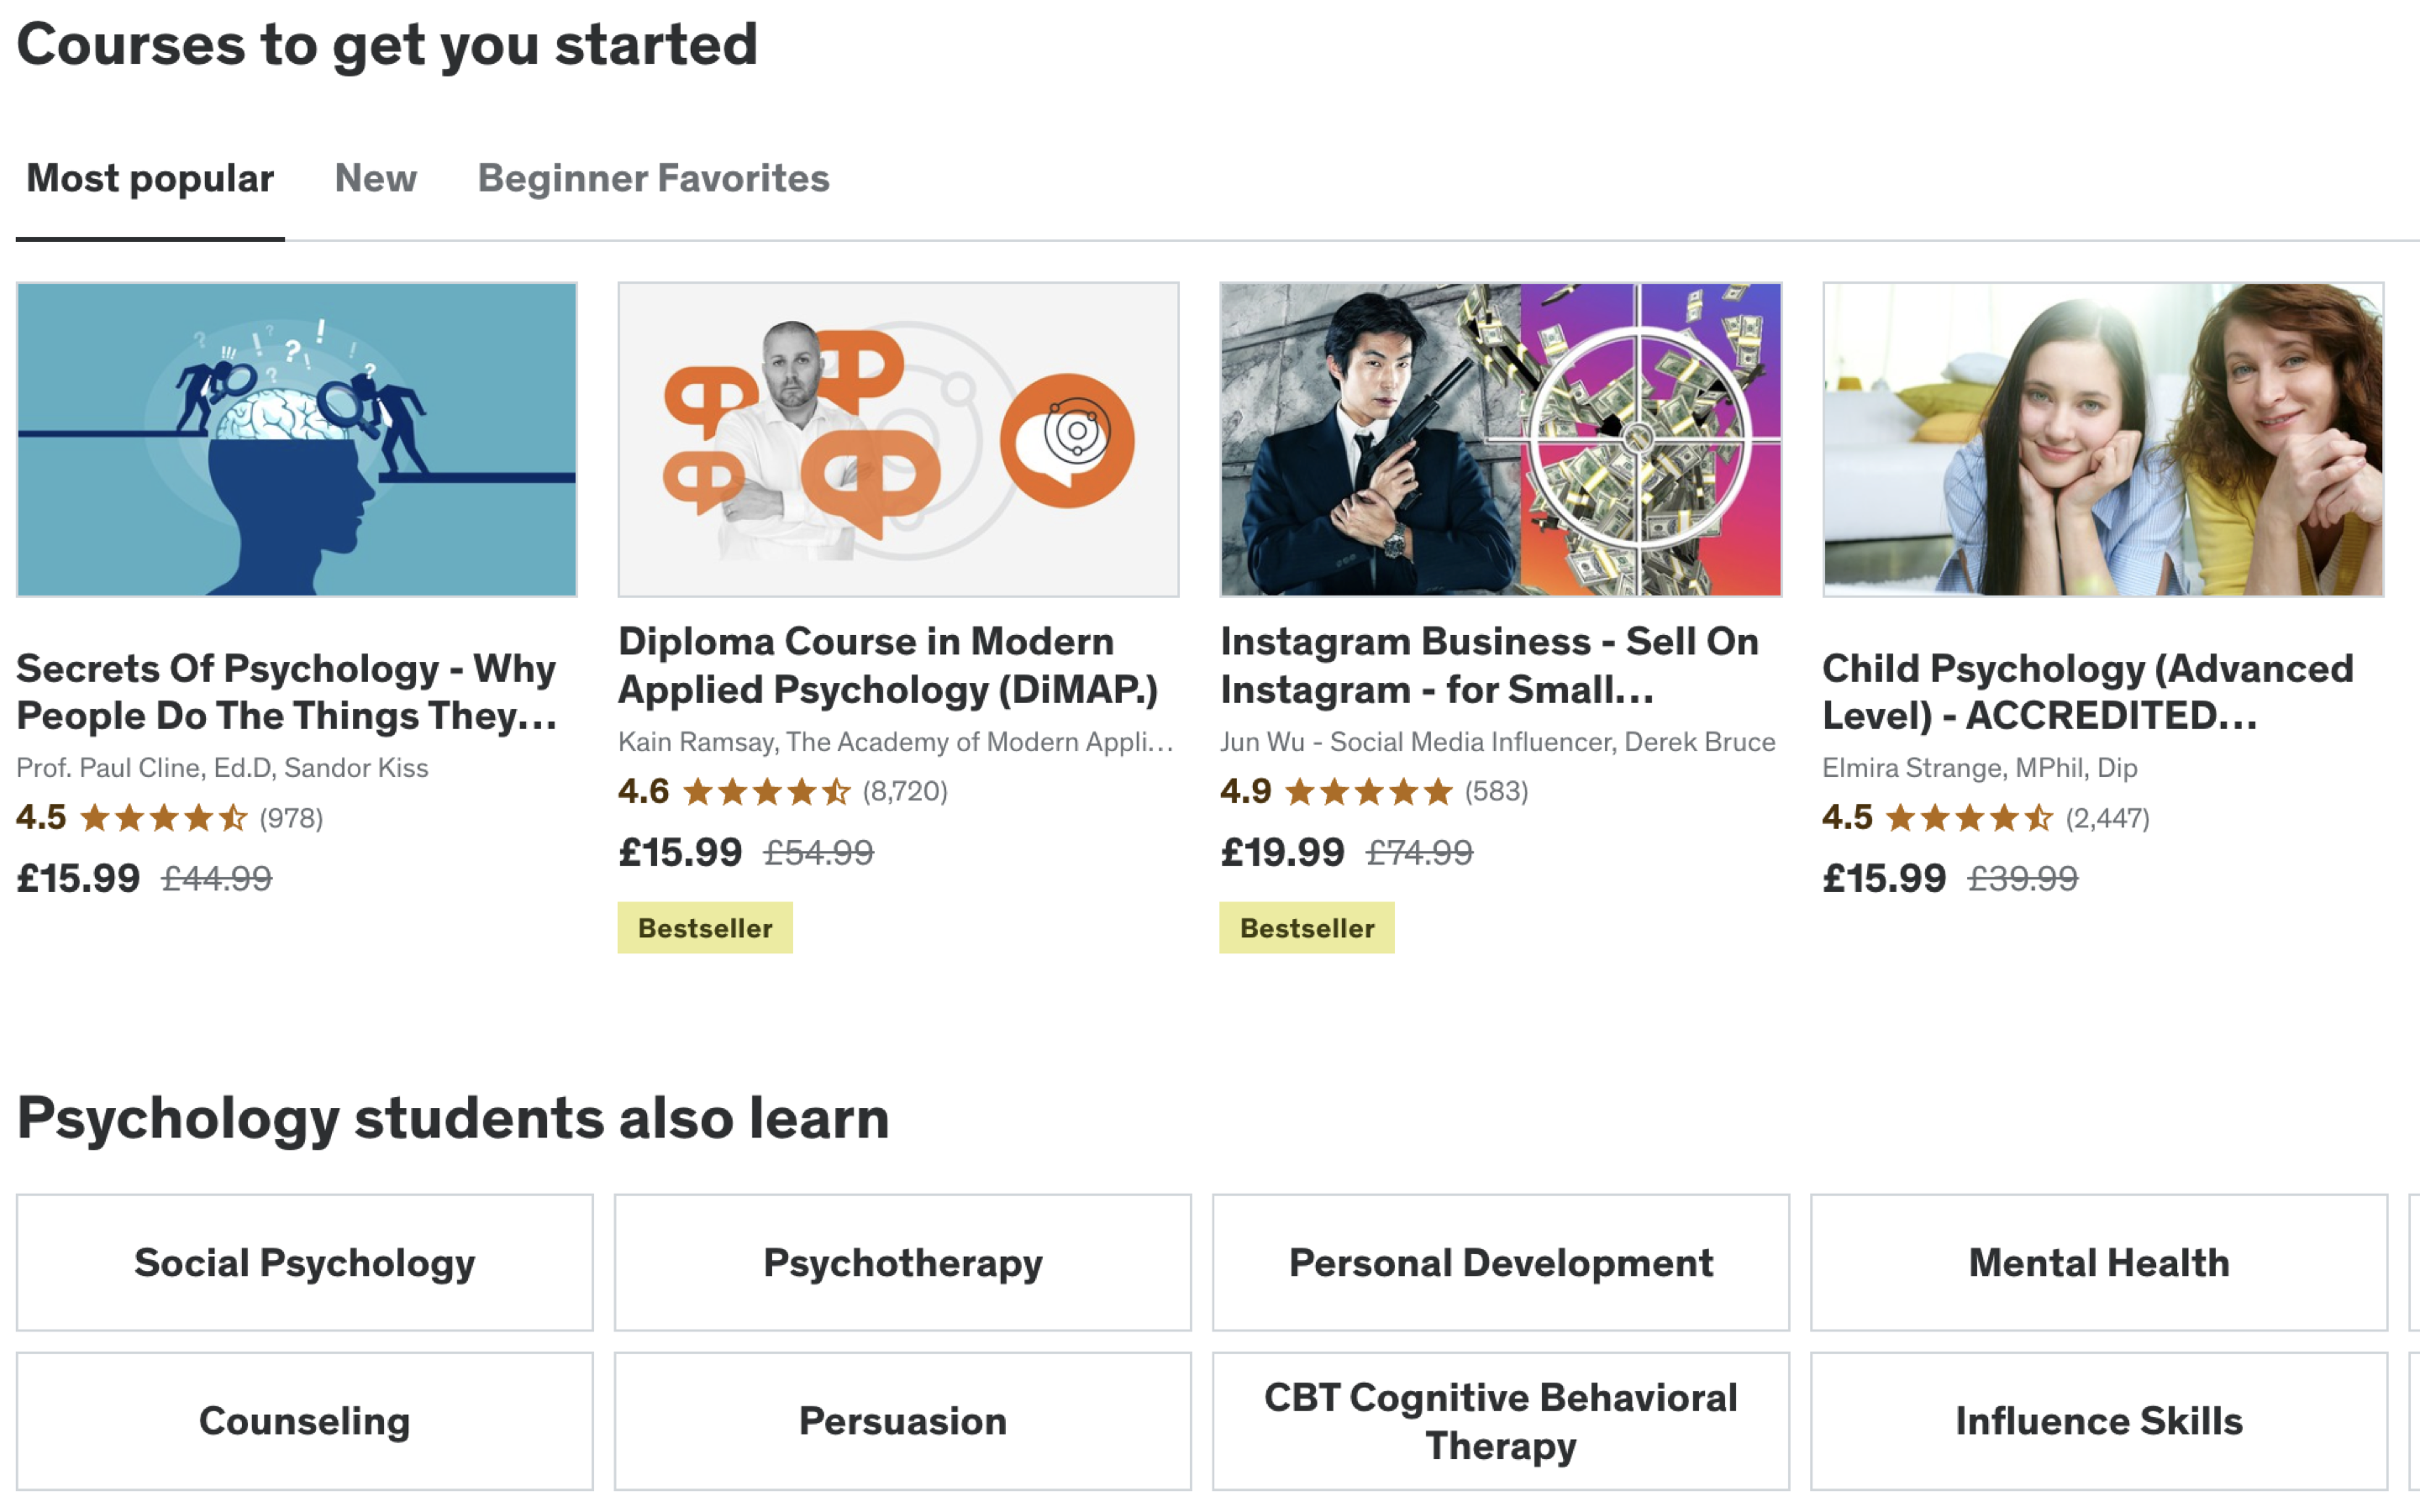 Courses to get you started
Most popular
New
Beginner Favorites
Secrets Of Psychology - Why
People Do The Things They...
Prof. Paul Cline, Ed.D, Sandor Kiss
4.5 (978)
£15.99 £44.99
Diploma Course in Modern
Applied Psychology (DiMAP.)
Kain Ramsay, The Academy of Modern Appli...
4.6 (8,720)
£15.99 £54.99
Bestseller
Instagram Business - Sell On
Instagram - for Small...
Jun Wu - Social Media Influencer, Derek Bruce
4.9 (583)
£19.99 £74.99
Bestseller
Child Psychology (Advanced
Level) - ACCREDITED...
Elmira Strange, MPhil, Dip
4.5 (2,447)
£15.99 £39.99
Psychology students also learn
Social Psychology
Psychotherapy
Personal Development
Mental Health
Counseling
Persuasion
CBT Cognitive Behavioral
Therapy
Influence Skills